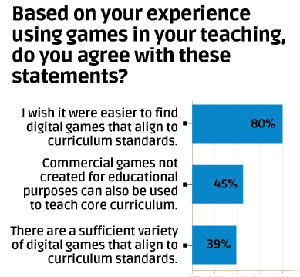 Based on your experience
using games in your teaching,
do you agree with these
statements?
I wish it were easier to find
digital games that align to
curriculum standards.
80%
Commercial games not
created for educational
purposes can also be used
to teach core curriculum.
45%
There are a sufficient variety
of digital games that align to
curriculum standards.
39%